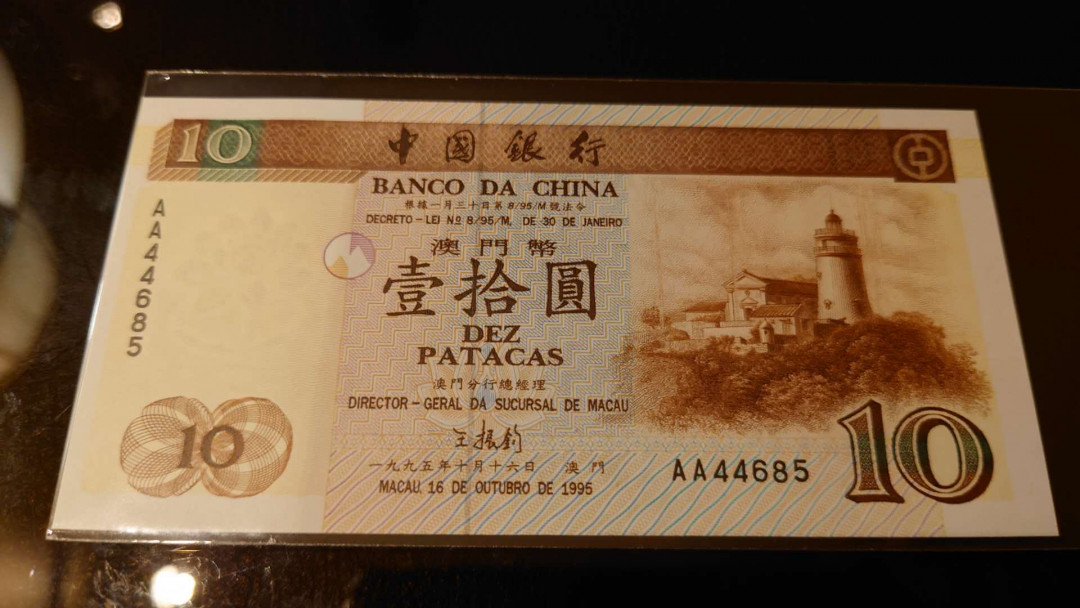 10
中國銀行
BANCO DA CHINA
根據一月三十日第8/95/M號法令
DECRETO-LEI Nº 8/95/M, DE 30 DE JANEIRO
AA44685
澳門幣
壹拾圓
DEZ
PATACAS
澳門分行總經理
DIRECTOR-GERAL DA SUCURSAL DE MACAU
王振鈞
10
一九九五年十月十六日 澳門
MACAU, 16 DE OUTUBRO DE 1995
AA44685
10